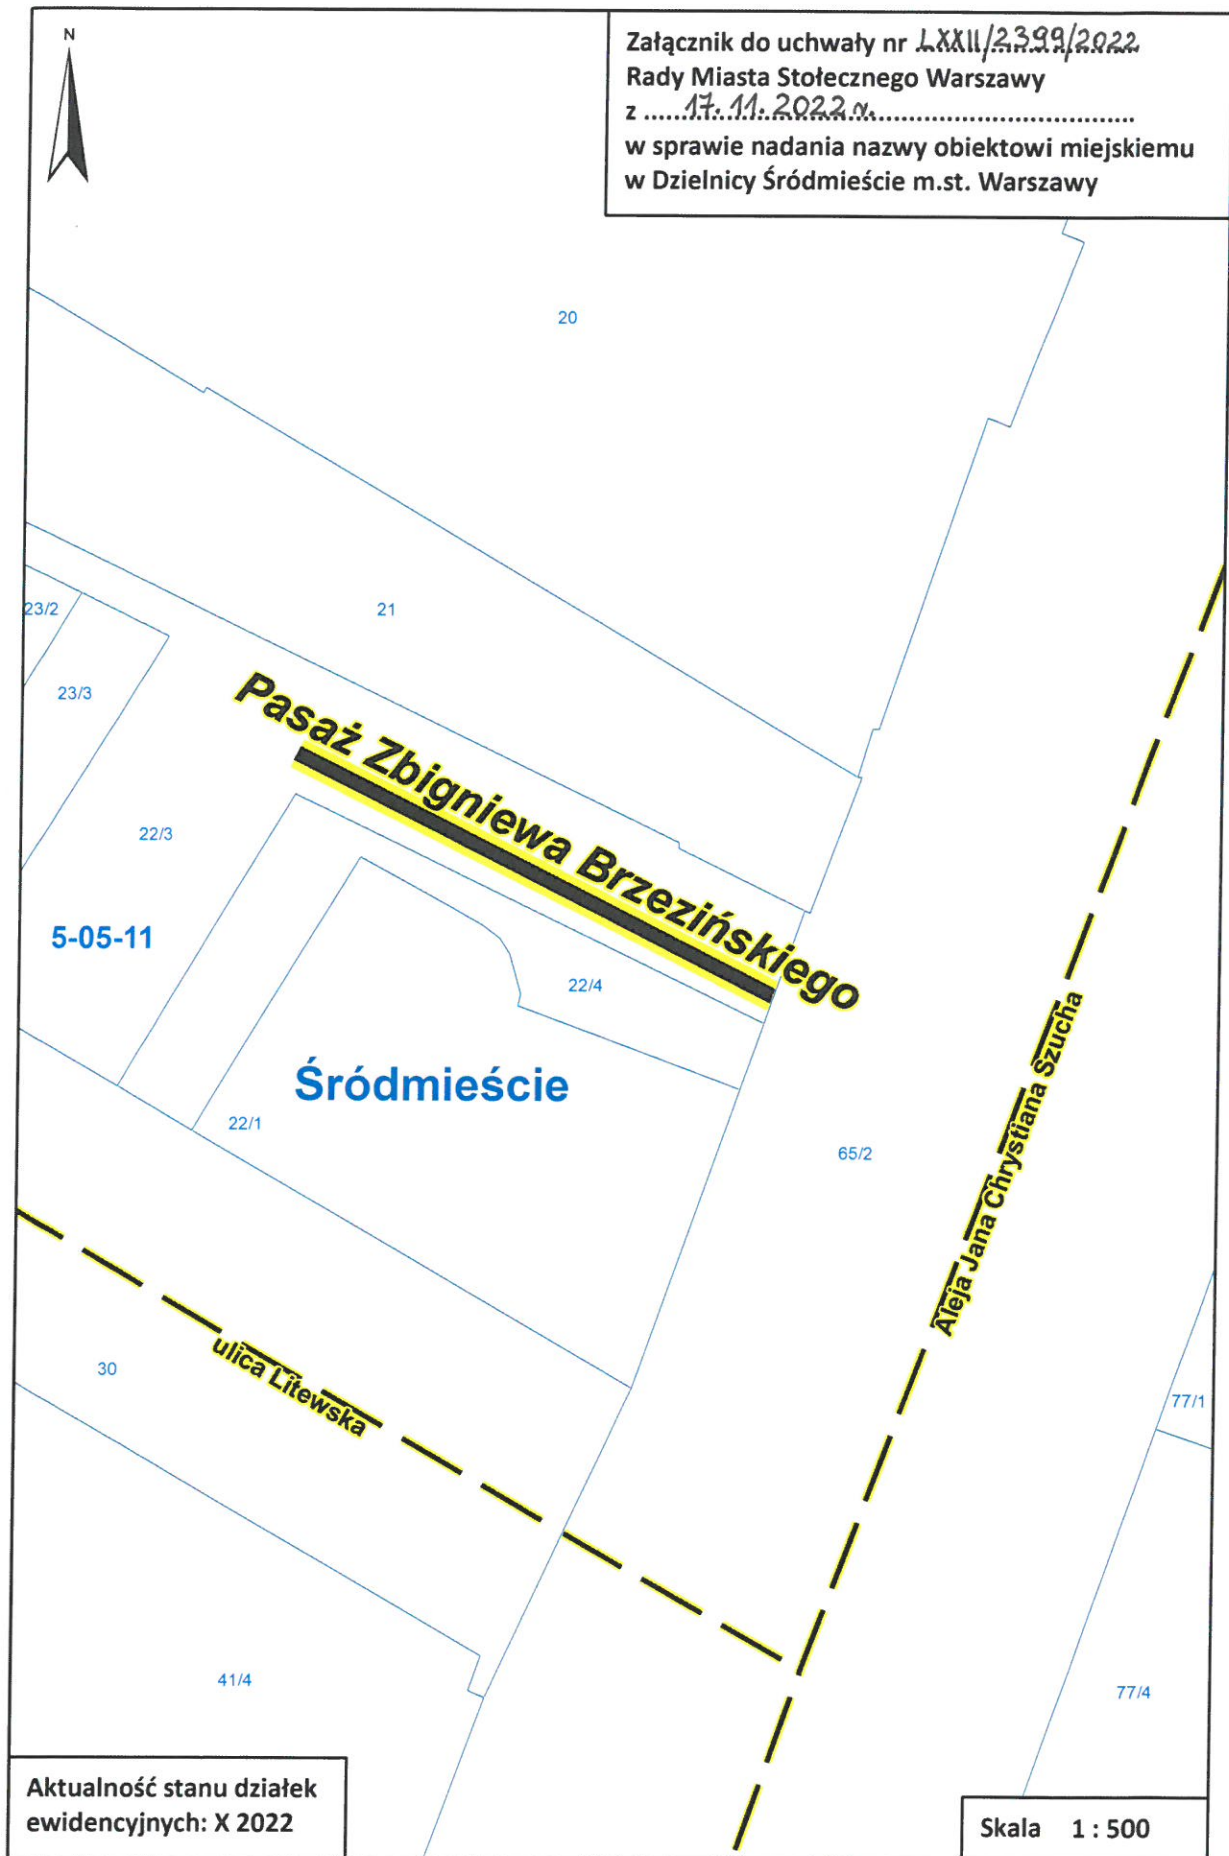 N
Załącznik do uchwały nr LXXII/2399/2022
Rady Miasta Stołecznego Warszawy
z ......17.11.2022 r.....................................
w sprawie nadania nazwy obiektowi miejskiemu
w Dzielnicy Śródmieście m.st. Warszawy
20
21
23/2
23/3
Pasaż Zbigniewa Brzezińskiego
22/3
5-05-11
22/4
Śródmieście
22/1
65/2
Aleja Jana Chrystiana Szucha
ulica Litewska
30
77/1
41/4
77/4
Aktualność stanu działek
ewidencyjnych: X 2022
Skala 1 : 500